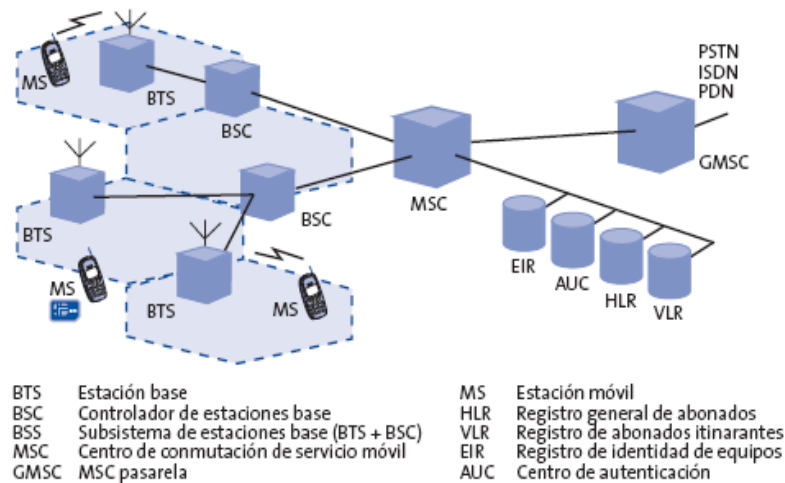 MS
BTS
BSC
PSTN
ISDN
PDN
GMSC
MSC
BTS
BSC
MS
BTS
MS
EIR
AUC
HLR
VLR
BTS Estación base
BSC Controlador de estaciones base
BSS Subsistema de estaciones base (BTS + BSC)
MSC Centro de conmutación de servicio móvil
GMSC MSC pasarela
MS Estación móvil
HLR Registro general de abonados
VLR Registro de abonados itinarantes
EIR Registro de identidad de equipos
AUC Centro de autenticación